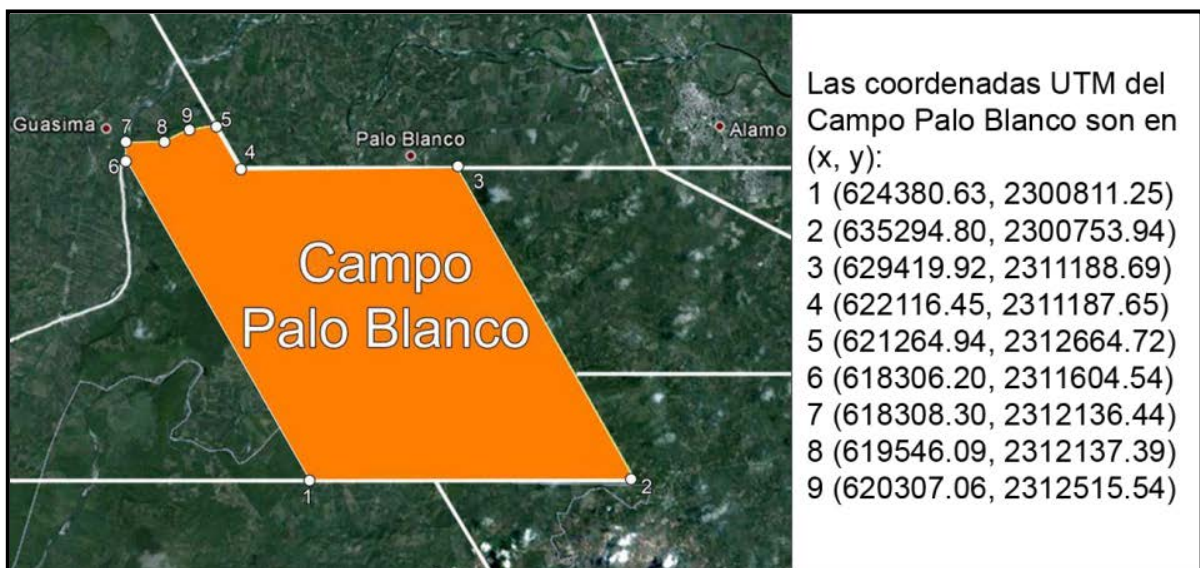 Guasima
7
8
9
5
6
4
Palo Blanco
3
Alamo
Campo
Palo Blanco
1
2
Las coordenadas UTM del
Campo Palo Blanco son en
(x, y):
1 (624380.63, 2300811.25)
2 (635294.80, 2300753.94)
3 (629419.92, 2311188.69)
4 (622116.45, 2311187.65)
5 (621264.94, 2312664.72)
6 (618306.20, 2311604.54)
7 (618308.30, 2312136.44)
8 (619546.09, 2312137.39)
9 (620307.06, 2312515.54)